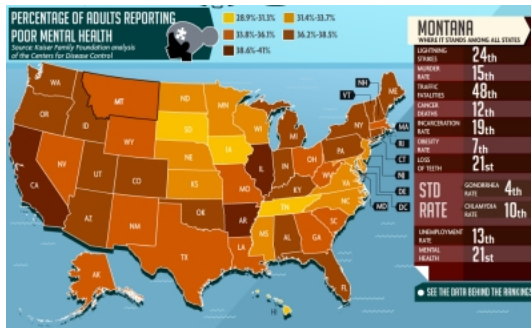 PERCENTAGE OF ADULTS REPORTING
POOR MENTAL HEALTH
Source: Kaiser Family Foundation analysis
of the Centers for Disease Control
28.9%-31.3%
31.4%-33.7%
33.8%-36.1%
36.2%-38.5%
38.6%-41%
MONTANA
WHERE IT STANDS AMONG ALL STATES
LIGHTNING
STRIKES
24th
MURDER
RATE
15th
TRAFFIC
FATALITIES
48th
CANCER
DEATHS
12th
INCARCERATION
RATE
19th
OBESITY
RATE
7th
LOSS
OF TEETH
21st
STD
RATE
GONORRHEA
RATE
4th
CHLAMYDIA
RATE
10th
UNEMPLOYMENT
RATE
13th
MENTAL
HEALTH
21st
SEE THE DATA BEHIND THE RANKINGS
WA
MT
ND
MN
OR
ID
WY
SD
WI
MI
NY
VT
NH
ME
MA
RI
CT
NJ
DE
MD
DC
CA
NV
UT
CO
NE
IA
IL
IN
OH
PA
KS
MO
KY
WV
VA
AZ
NM
OK
AR
TN
NC
SC
TX
LA
MS
AL
GA
FL
AK
HI